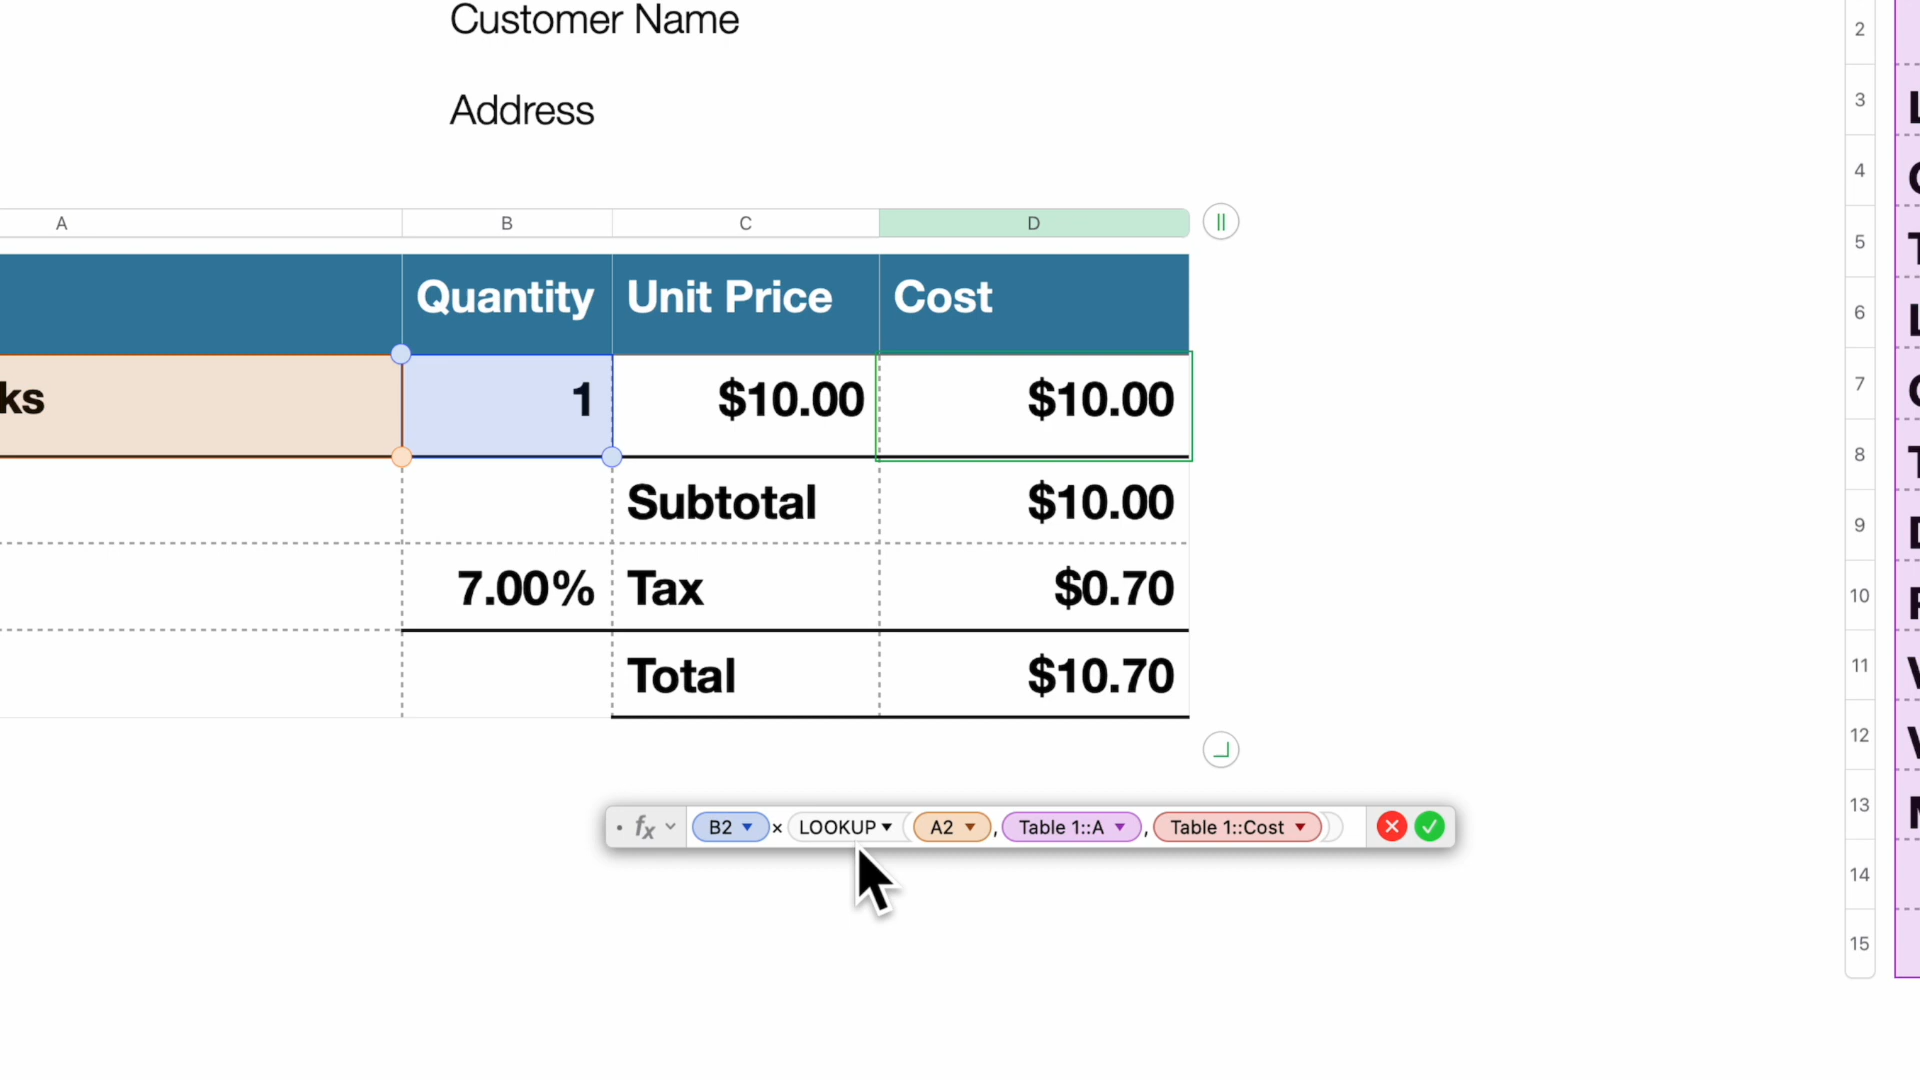 Customer Name
Address
A B C D
Quantity Unit Price Cost
ks 1 $10.00 $10.00
Subtotal $10.00
7.00% Tax $0.70
Total $10.70
fx B2 × LOOKUP A2 , Table 1::A , Table 1::Cost
2
3
4
5
6
7
8
9
10
11
12
13
14
15